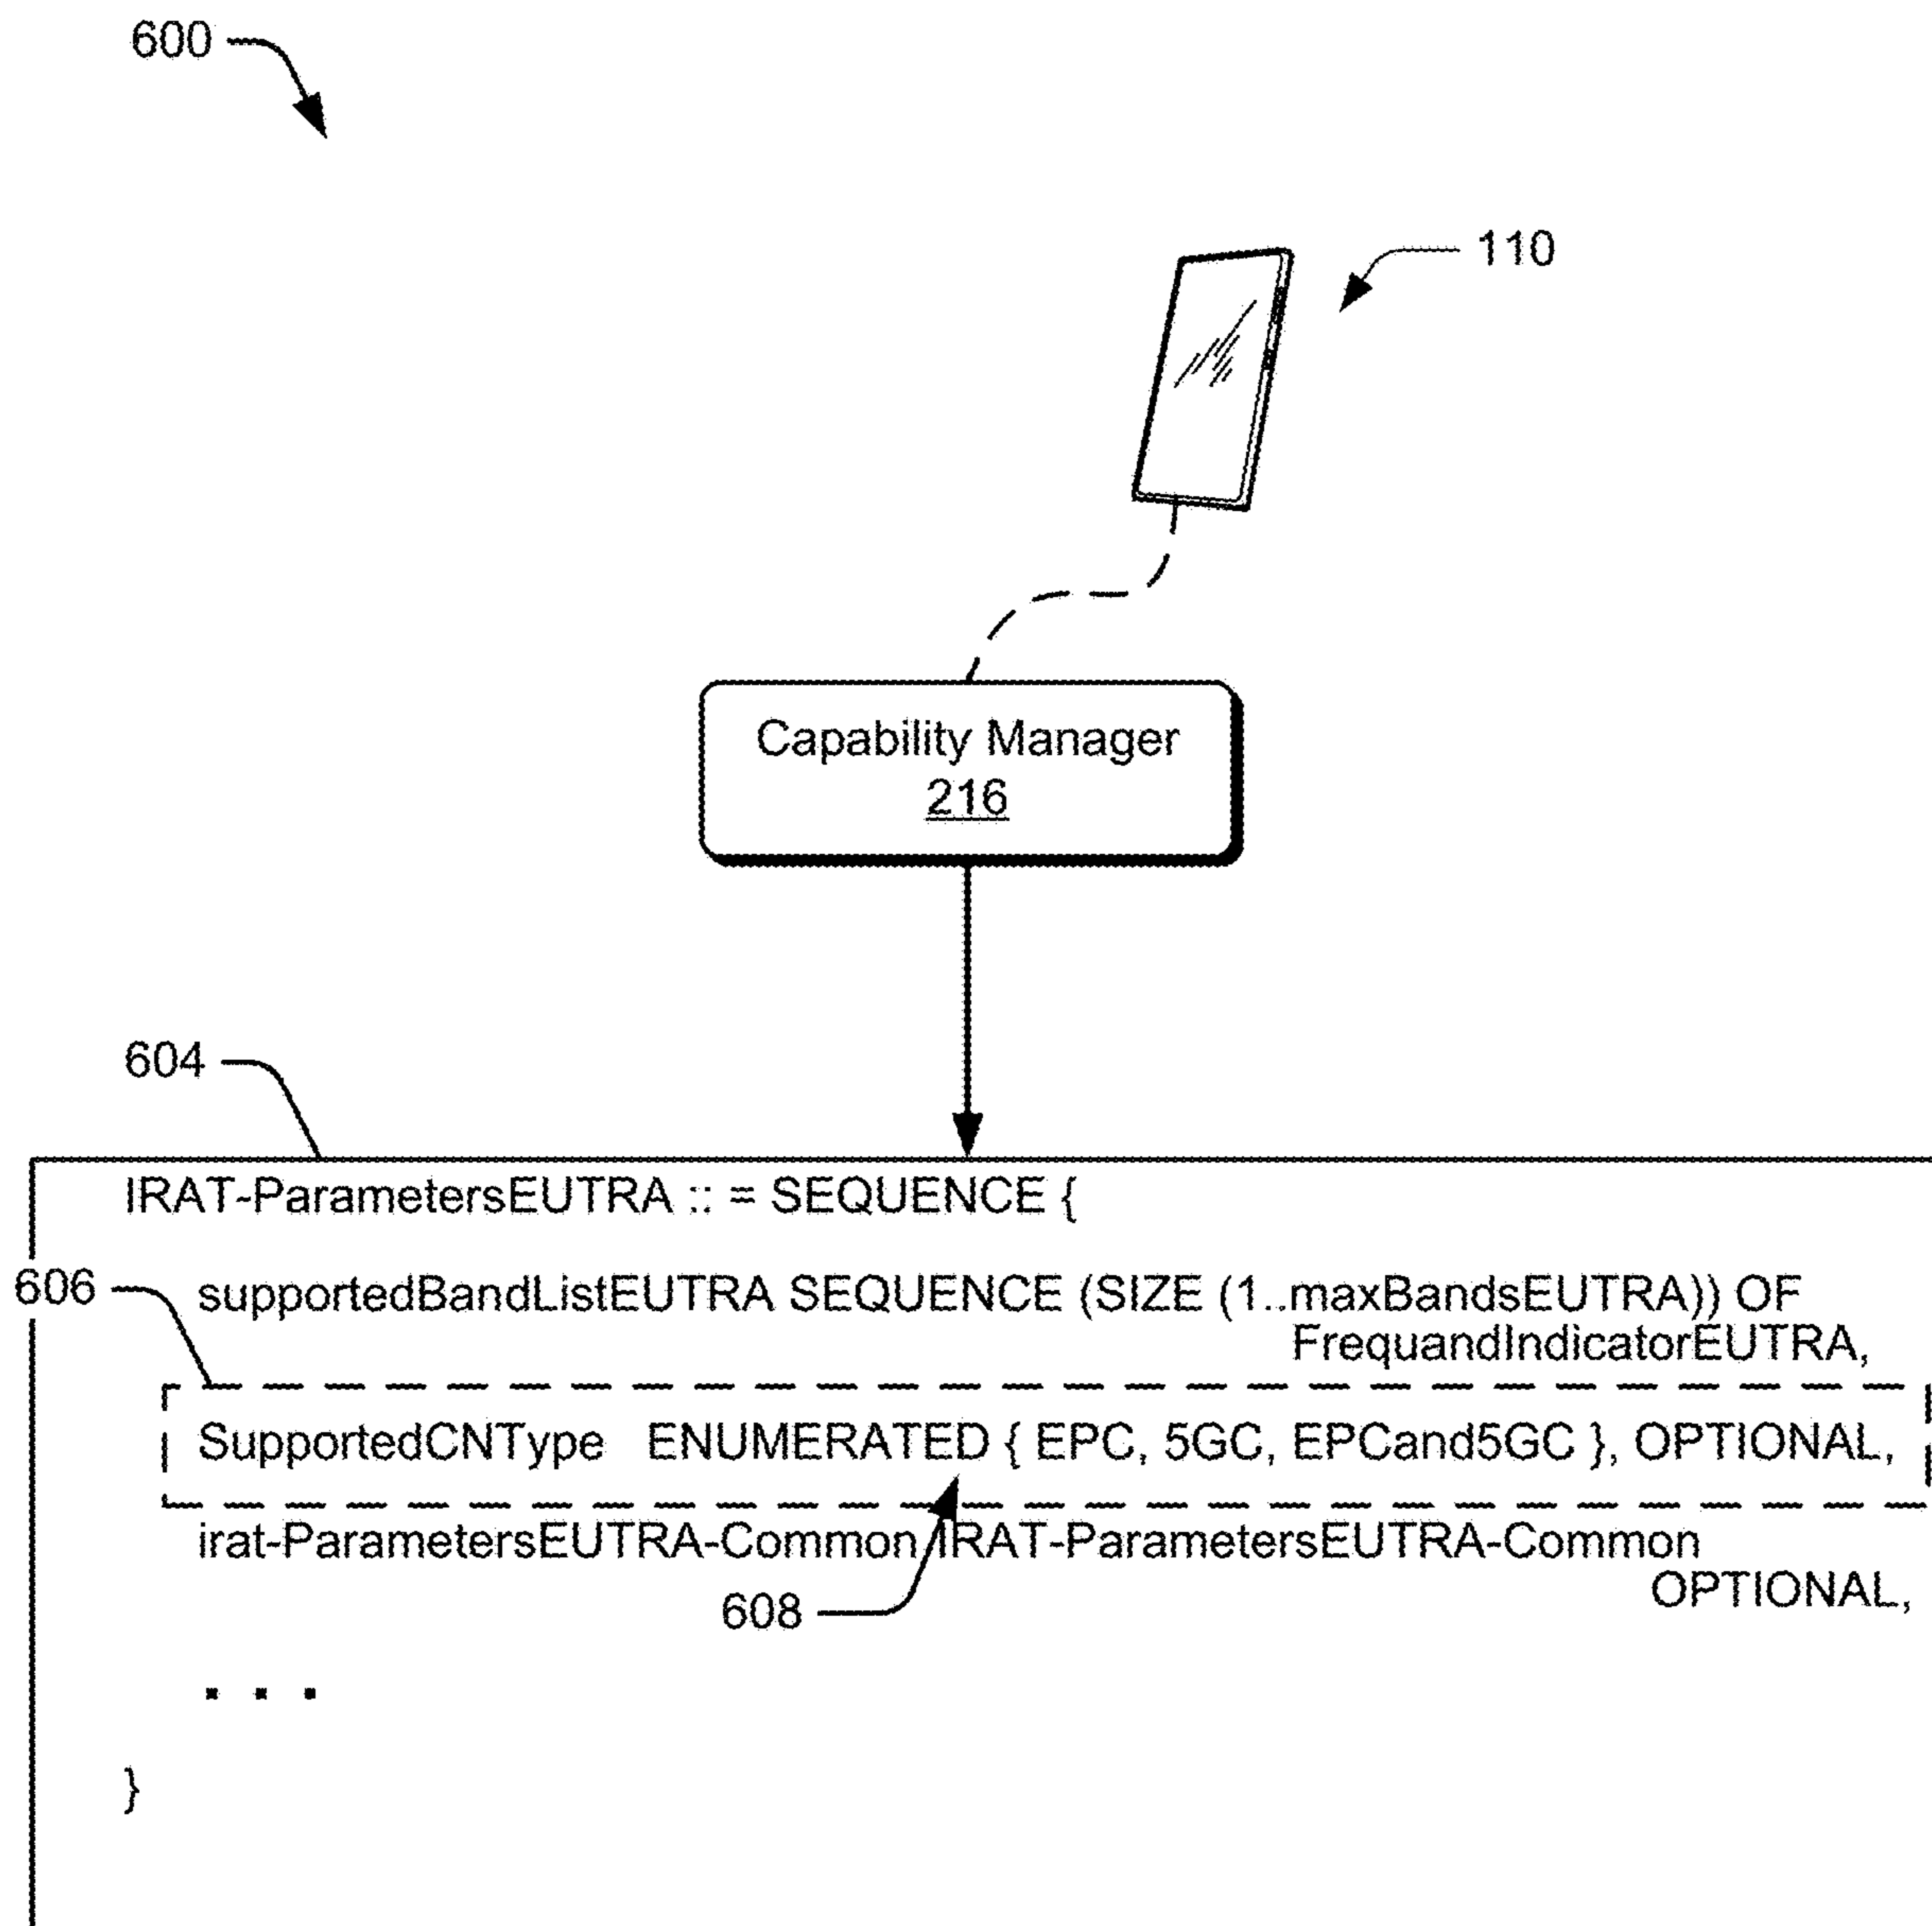 600
110
Capability Manager
216
604
IRAT-ParametersEUTRA :: = SEQUENCE {
606
supportedBandListEUTRA SEQUENCE (SIZE (1..maxBandsEUTRA)) OF
FrequandIndicatorEUTRA,
SupportedCNType ENUMERATED { EPC, 5GC, EPCand5GC }, OPTIONAL,
irat-ParametersEUTRA-Common IRAT-ParametersEUTRA-Common
OPTIONAL,
608
. . .
}